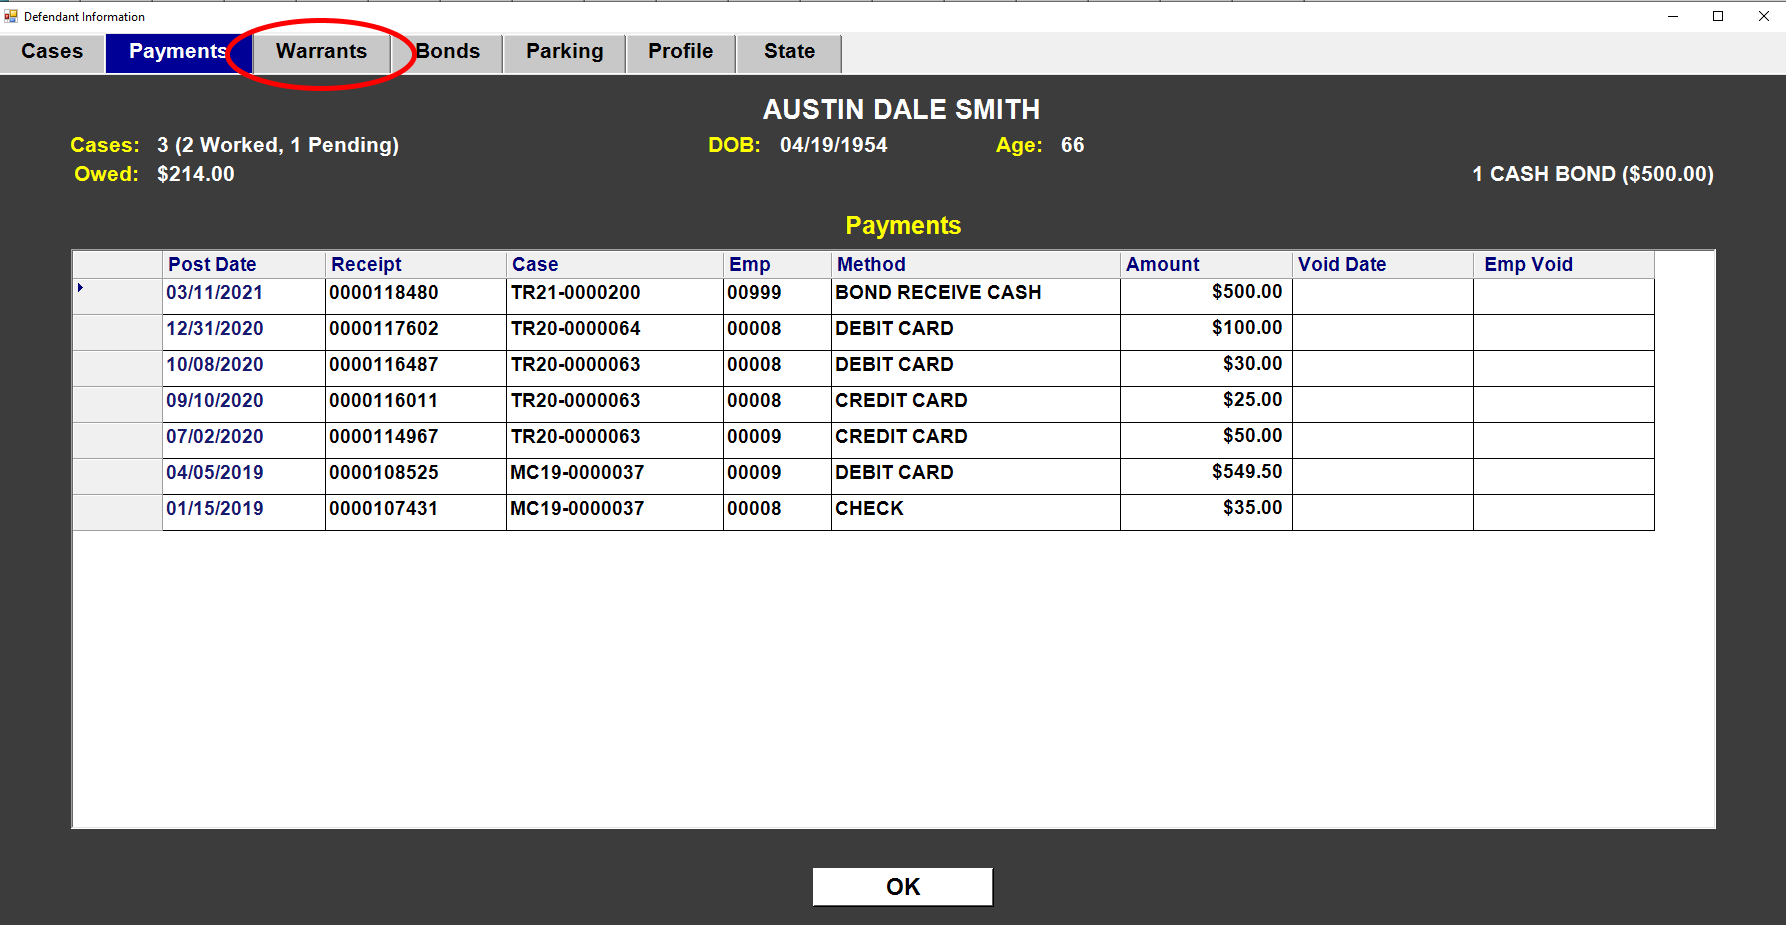 Defendant Information
Cases Payments Warrants Bonds Parking Profile State
AUSTIN DALE SMITH
Cases: 3 (2 Worked, 1 Pending) DOB: 04/19/1954 Age: 66
Owed: $214.00 1 CASH BOND ($500.00)
Payments
Post Date Receipt Case Emp Method Amount Void Date Emp Void
03/11/2021 0000118480 TR21-0000200 00999 BOND RECEIVE CASH $500.00
12/31/2020 0000117602 TR20-0000064 00008 DEBIT CARD $100.00
10/08/2020 0000116487 TR20-0000063 00008 DEBIT CARD $30.00
09/10/2020 0000116011 TR20-0000063 00008 CREDIT CARD $25.00
07/02/2020 0000114967 TR20-0000063 00009 CREDIT CARD $50.00
04/05/2019 0000108525 MC19-0000037 00009 DEBIT CARD $549.50
01/15/2019 0000107431 MC19-0000037 00008 CHECK $35.00
OK